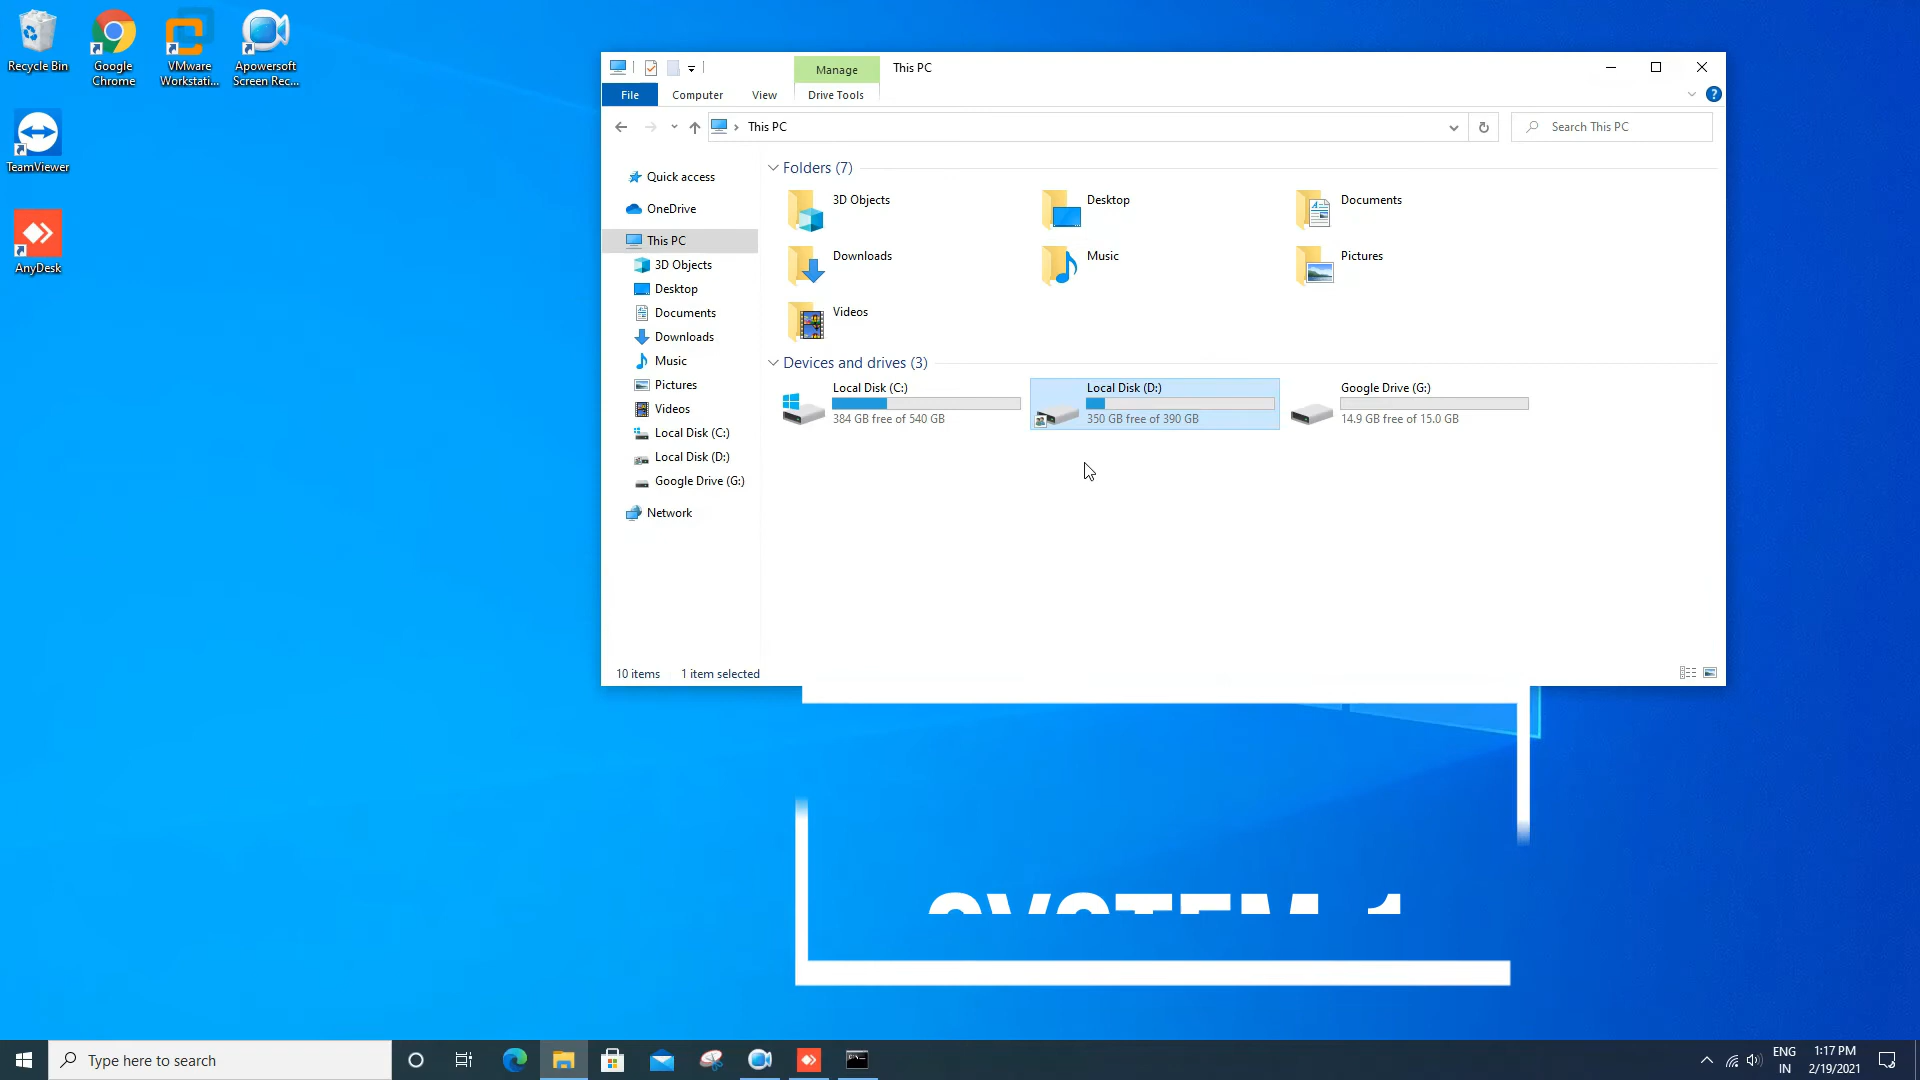 Recycle Bin
Google
Chrome
VMware
Workstati...
Apowersoft
Screen Rec...
TeamViewer
AnyDesk
Manage
This PC
File
Computer
View
Drive Tools
This PC
Search This PC
Quick access
OneDrive
This PC
3D Objects
Desktop
Documents
Downloads
Music
Pictures
Videos
Local Disk (C:)
Local Disk (D:)
Google Drive (G:)
Network
Folders (7)
3D Objects
Desktop
Documents
Downloads
Music
Pictures
Videos
Devices and drives (3)
Local Disk (C:)
384 GB free of 540 GB
Local Disk (D:)
350 GB free of 390 GB
Google Drive (G:)
14.9 GB free of 15.0 GB
10 items
1 item selected
Type here to search
ENG
IN
1:17 PM
2/19/2021